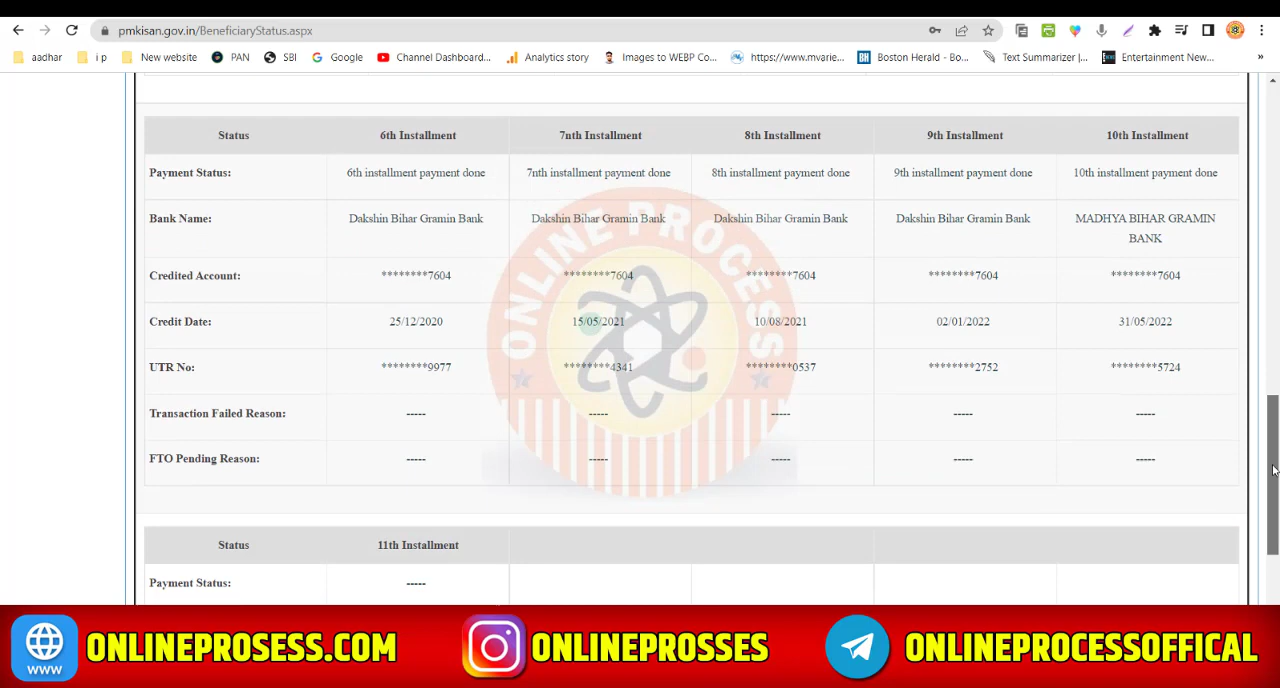 pmkisan.gov.in/BeneficiaryStatus.aspx
aadhar i p New website PAN SBI Google Channel Dashboard... Analytics story Images to WEBP Co... https://www.mvarie... Boston Herald - Bo... Text Summarizer |... Entertainment New... »
Status 6th Installment 7nth Installment 8th Installment 9th Installment 10th Installment
Payment Status: 6th installment payment done 7nth installment payment done 8th installment payment done 9th installment payment done 10th installment payment done
Bank Name: Dakshin Bihar Gramin Bank Dakshin Bihar Gramin Bank Dakshin Bihar Gramin Bank Dakshin Bihar Gramin Bank MADHYA BIHAR GRAMIN
BANK
Credited Account: ********7604 ********7604 ********7604 ********7604 ********7604
Credit Date: 25/12/2020 15/05/2021 10/08/2021 02/01/2022 31/05/2022
UTR No: ********9977 ********4341 ********0537 ********2752 ********5724
Transaction Failed Reason: ----- ----- ----- ----- -----
FTO Pending Reason: ----- ----- ----- ----- -----
ONLINE PROCESS
Status 11th Installment
Payment Status: -----
WWW ONLINEPROSESS.COM ONLINEPROSSES ONLINEPROCESSOFFICAL